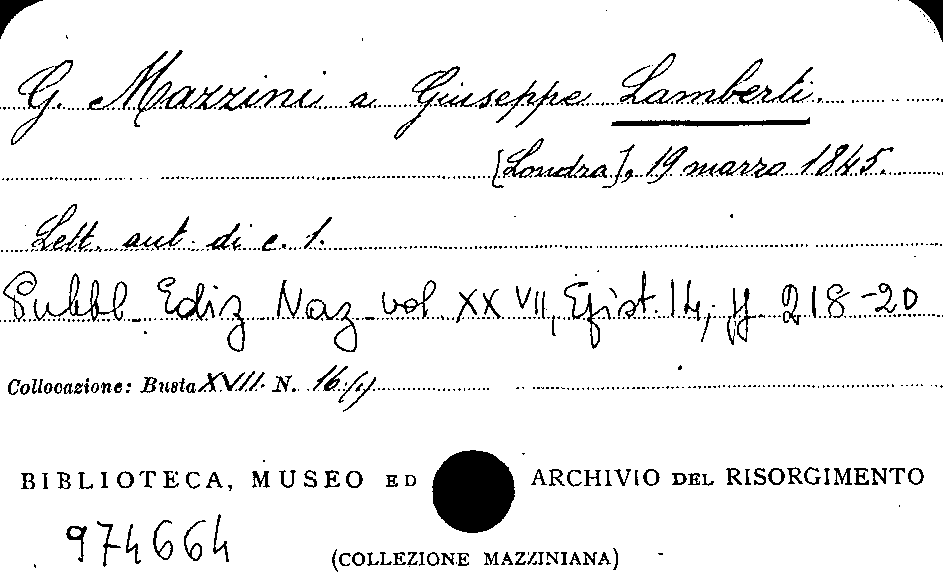 G. Mazzini a Giuseppe Lamberti.
[Londra], 19 marzo 1845.
Lett. aut. di c. 1.
Pubbl. Ediz Naz. vol. XXVII, Epist. 14, pp. 218-20
Collocazione: Busta XVII. N. 16/1)
BIBLIOTECA, MUSEO ED ARCHIVIO DEL RISORGIMENTO
974664
(COLLEZIONE MAZZINIANA)